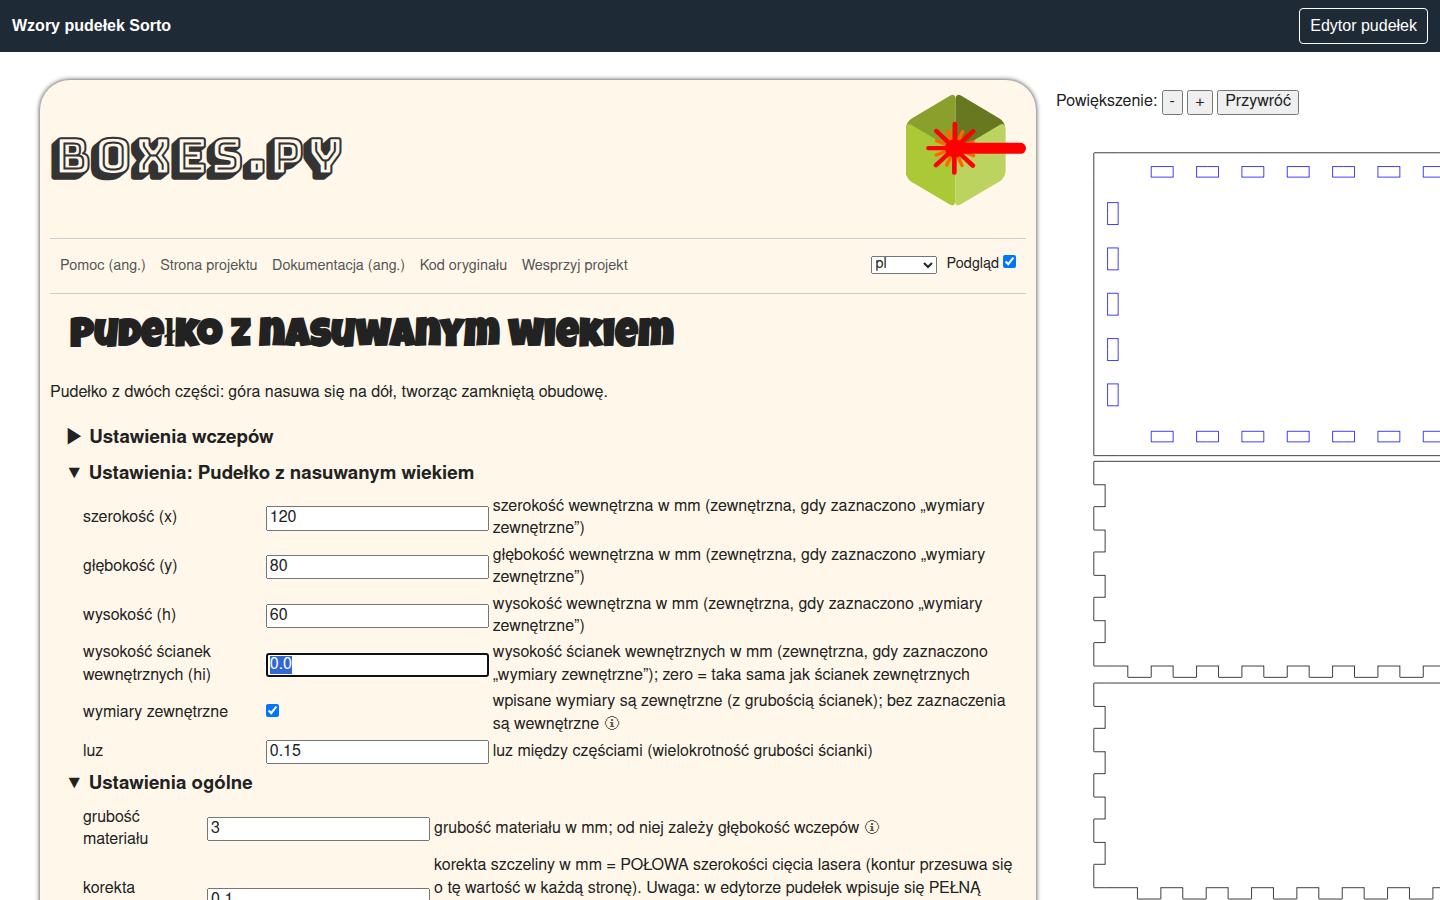 Wzory pudełek Sorto
Edytor pudełek
BOXES.PY
Powiększenie: - + Przywróć
Pomoc (ang.) Strona projektu Dokumentacja (ang.) Kod oryginału Wesprzyj projekt pl Podgląd
Pudełko z nasuwanym wiekiem
Pudełko z dwóch części: góra nasuwa się na dół, tworząc zamkniętą obudowę.
Ustawienia wczepów
Ustawienia: Pudełko z nasuwanym wiekiem
szerokość (x) 120 szerokość wewnętrzna w mm (zewnętrzna, gdy zaznaczono „wymiary
zewnętrzne”)
głębokość (y) 80 głębokość wewnętrzna w mm (zewnętrzna, gdy zaznaczono „wymiary
zewnętrzne”)
wysokość (h) 60 wysokość wewnętrzna w mm (zewnętrzna, gdy zaznaczono „wymiary
zewnętrzne”)
wysokość ścianek
wewnętrznych (hi) 0.0 wysokość ścianek wewnętrznych w mm (zewnętrzna, gdy zaznaczono
„wymiary zewnętrzne”); zero = taka sama jak ścianek zewnętrznych
wymiary zewnętrzne wpisane wymiary są zewnętrzne (z grubością ścianek); bez zaznaczenia
są wewnętrzne ⓘ
luz 0.15 luz między częściami (wielokrotność grubości ścianki)
Ustawienia ogólne
grubość
materiału 3 grubość materiału w mm; od niej zależy głębokość wczepów ⓘ
korekta szczeliny w mm = POŁOWA szerokości cięcia lasera (kontur przesuwa się
korekta 0.1 o tę wartość w każdą stronę). Uwaga: w edytorze pudełek wpisuje się PEŁNĄ